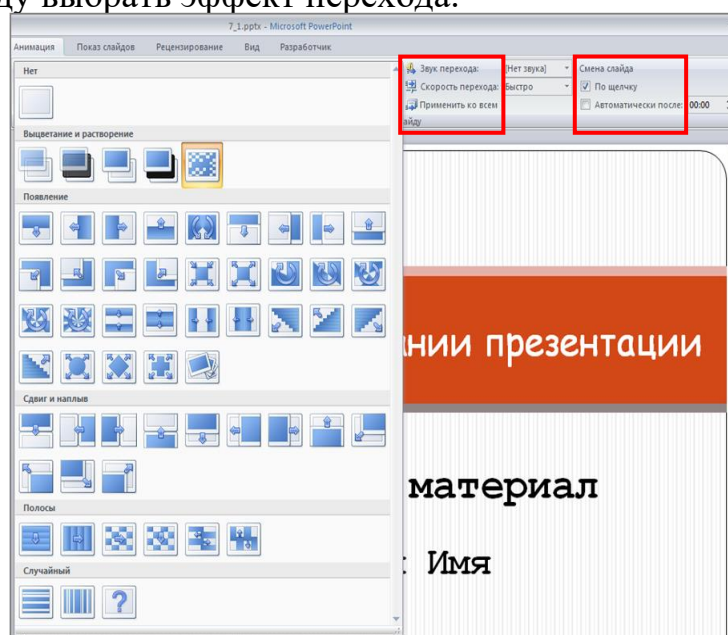 ду выбрать эффект перехода.
7_1.pptx - Microsoft PowerPoint
Анимация Показ слайдов Рецензирование Вид Разработчик
Нет
Звук перехода: [Нет звука]
Скорость перехода: Быстро
Применить ко всем
Смена слайда
По щелчку
Автоматически после: 00:00
айду
Выцветание и растворение
Появление
Сдвиг и наплыв
Полосы
Случайный
?
нии презентации
материал
: Имя